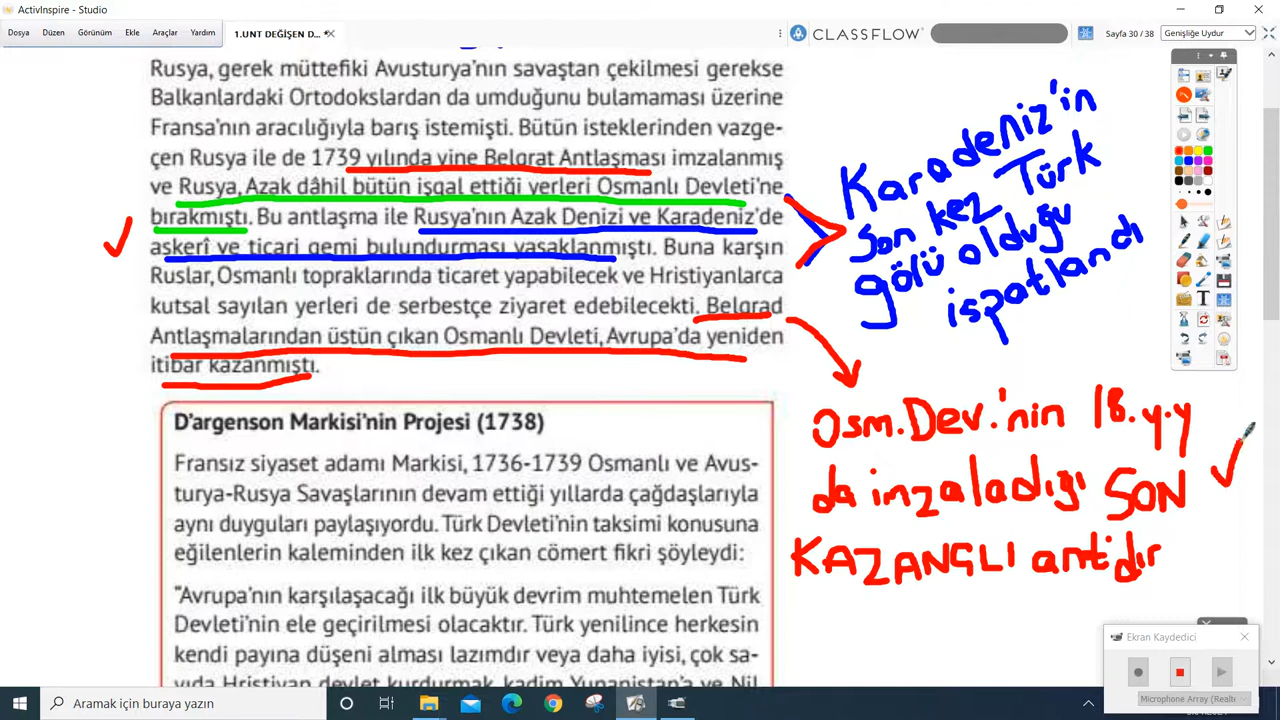 ActivInspire - Studio
Dosya Düzen Görünüm Ekle Araçlar Yardım
1.UNT DEĞİŞEN D...
CLASSFLOW
Sayfa 30 / 38
Genişliğe Uydur
Rusya, gerek müttefiki Avusturya’nın savaştan çekilmesi gerekse
Balkanlardaki Ortodokslardan da umduğunu bulamaması üzerine
Fransa’nın aracılığıyla barış istemişti. Bütün isteklerinden vazge-
çen Rusya ile de 1739 yılında yine Belgrat Antlaşması imzalanmış
ve Rusya, Azak dâhil bütün işgal ettiği yerleri Osmanlı Devleti’ne
bırakmıştı. Bu antlaşma ile Rusya’nın Azak Denizi ve Karadeniz’de
askerî ve ticari gemi bulundurması yasaklanmıştı. Buna karşın
Ruslar, Osmanlı topraklarında ticaret yapabilecek ve Hristiyanlarca
kutsal sayılan yerleri de serbestçe ziyaret edebilecekti. Belgrad
Antlaşmalarından üstün çıkan Osmanlı Devleti, Avrupa’da yeniden
itibar kazanmıştı.
Karadeniz'in
son kez Türk
gölü olduğu
ispatlandı
Osm.Dev.'nin 18.y.y
da imzaladığı SON
KAZANÇLI antıdır
D’argenson Markisi’nin Projesi (1738)
Fransız siyaset adamı Markisi, 1736-1739 Osmanlı ve Avus-
turya-Rusya Savaşlarının devam ettiği yıllarda çağdaşlarıyla
aynı duyguları paylaşıyordu. Türk Devleti’nin taksimi konusuna
eğilenlerin kaleminden ilk kez çıkan cömert fikri şöyleydi:
“Avrupa’nın karşılaşacağı ilk büyük devrim muhtemelen Türk
Devleti’nin ele geçirilmesi olacaktır. Türk yenilince herkesin
kendi payına düşeni alması lazımdır veya daha iyisi, çok sa-
yıda Hristiyan devlet kurdurmak, kadim Yunanistan’a ve Nil
Ekran Kaydedici
Microphone Array (Realt
Aramak için buraya yazın